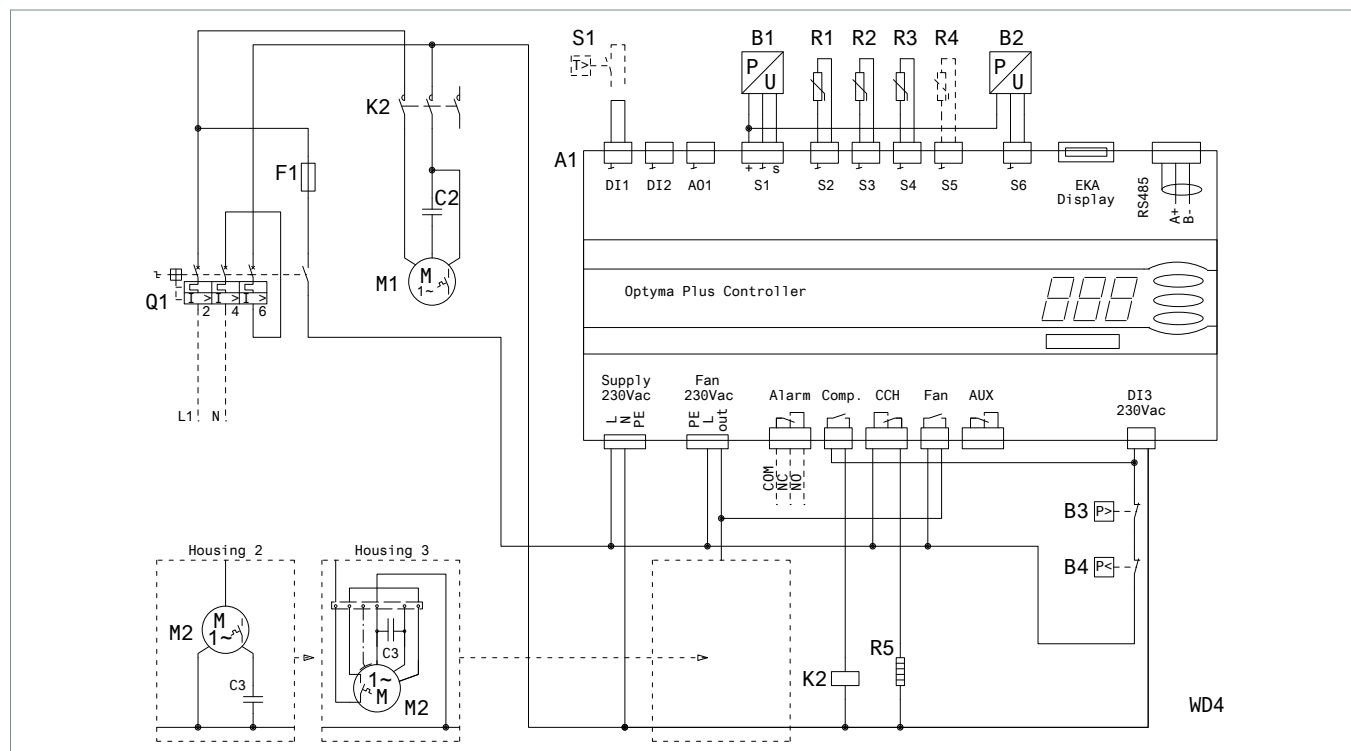 S1
B1
R1
R2
R3
R4
B2
T>
P
U
P
U
K2
A1
F1
+
s
DI1
DI2
AO1
S1
S2
S3
S4
S5
S6
EKA
Display
RS485
A+
B-
C2
M1
M
1~
Q1
I >
I >
I >
2
4
6
Optyma Plus Controller
L1
N
Supply
230Vac
L
N
PE
Fan
230Vac
PE
L
out
Alarm
Comp.
CCH
Fan
AUX
DI3
230Vac
COM
NC
NO
B3
P>
B4
P<
Housing 2
Housing 3
M2
M
1~
C3
C3
1~
M
M2
K2
R5
WD4